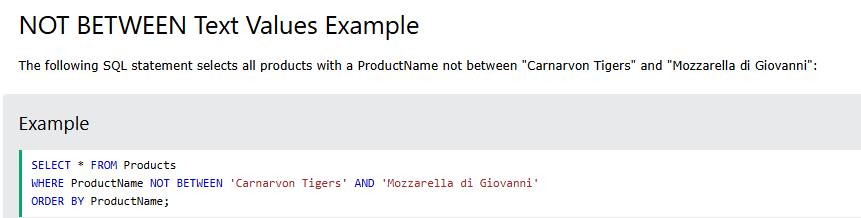 NOT BETWEEN Text Values Example
The following SQL statement selects all products with a ProductName not between "Carnarvon Tigers" and "Mozzarella di Giovanni":
Example
SELECT * FROM Products
WHERE ProductName NOT BETWEEN 'Carnarvon Tigers' AND 'Mozzarella di Giovanni'
ORDER BY ProductName;